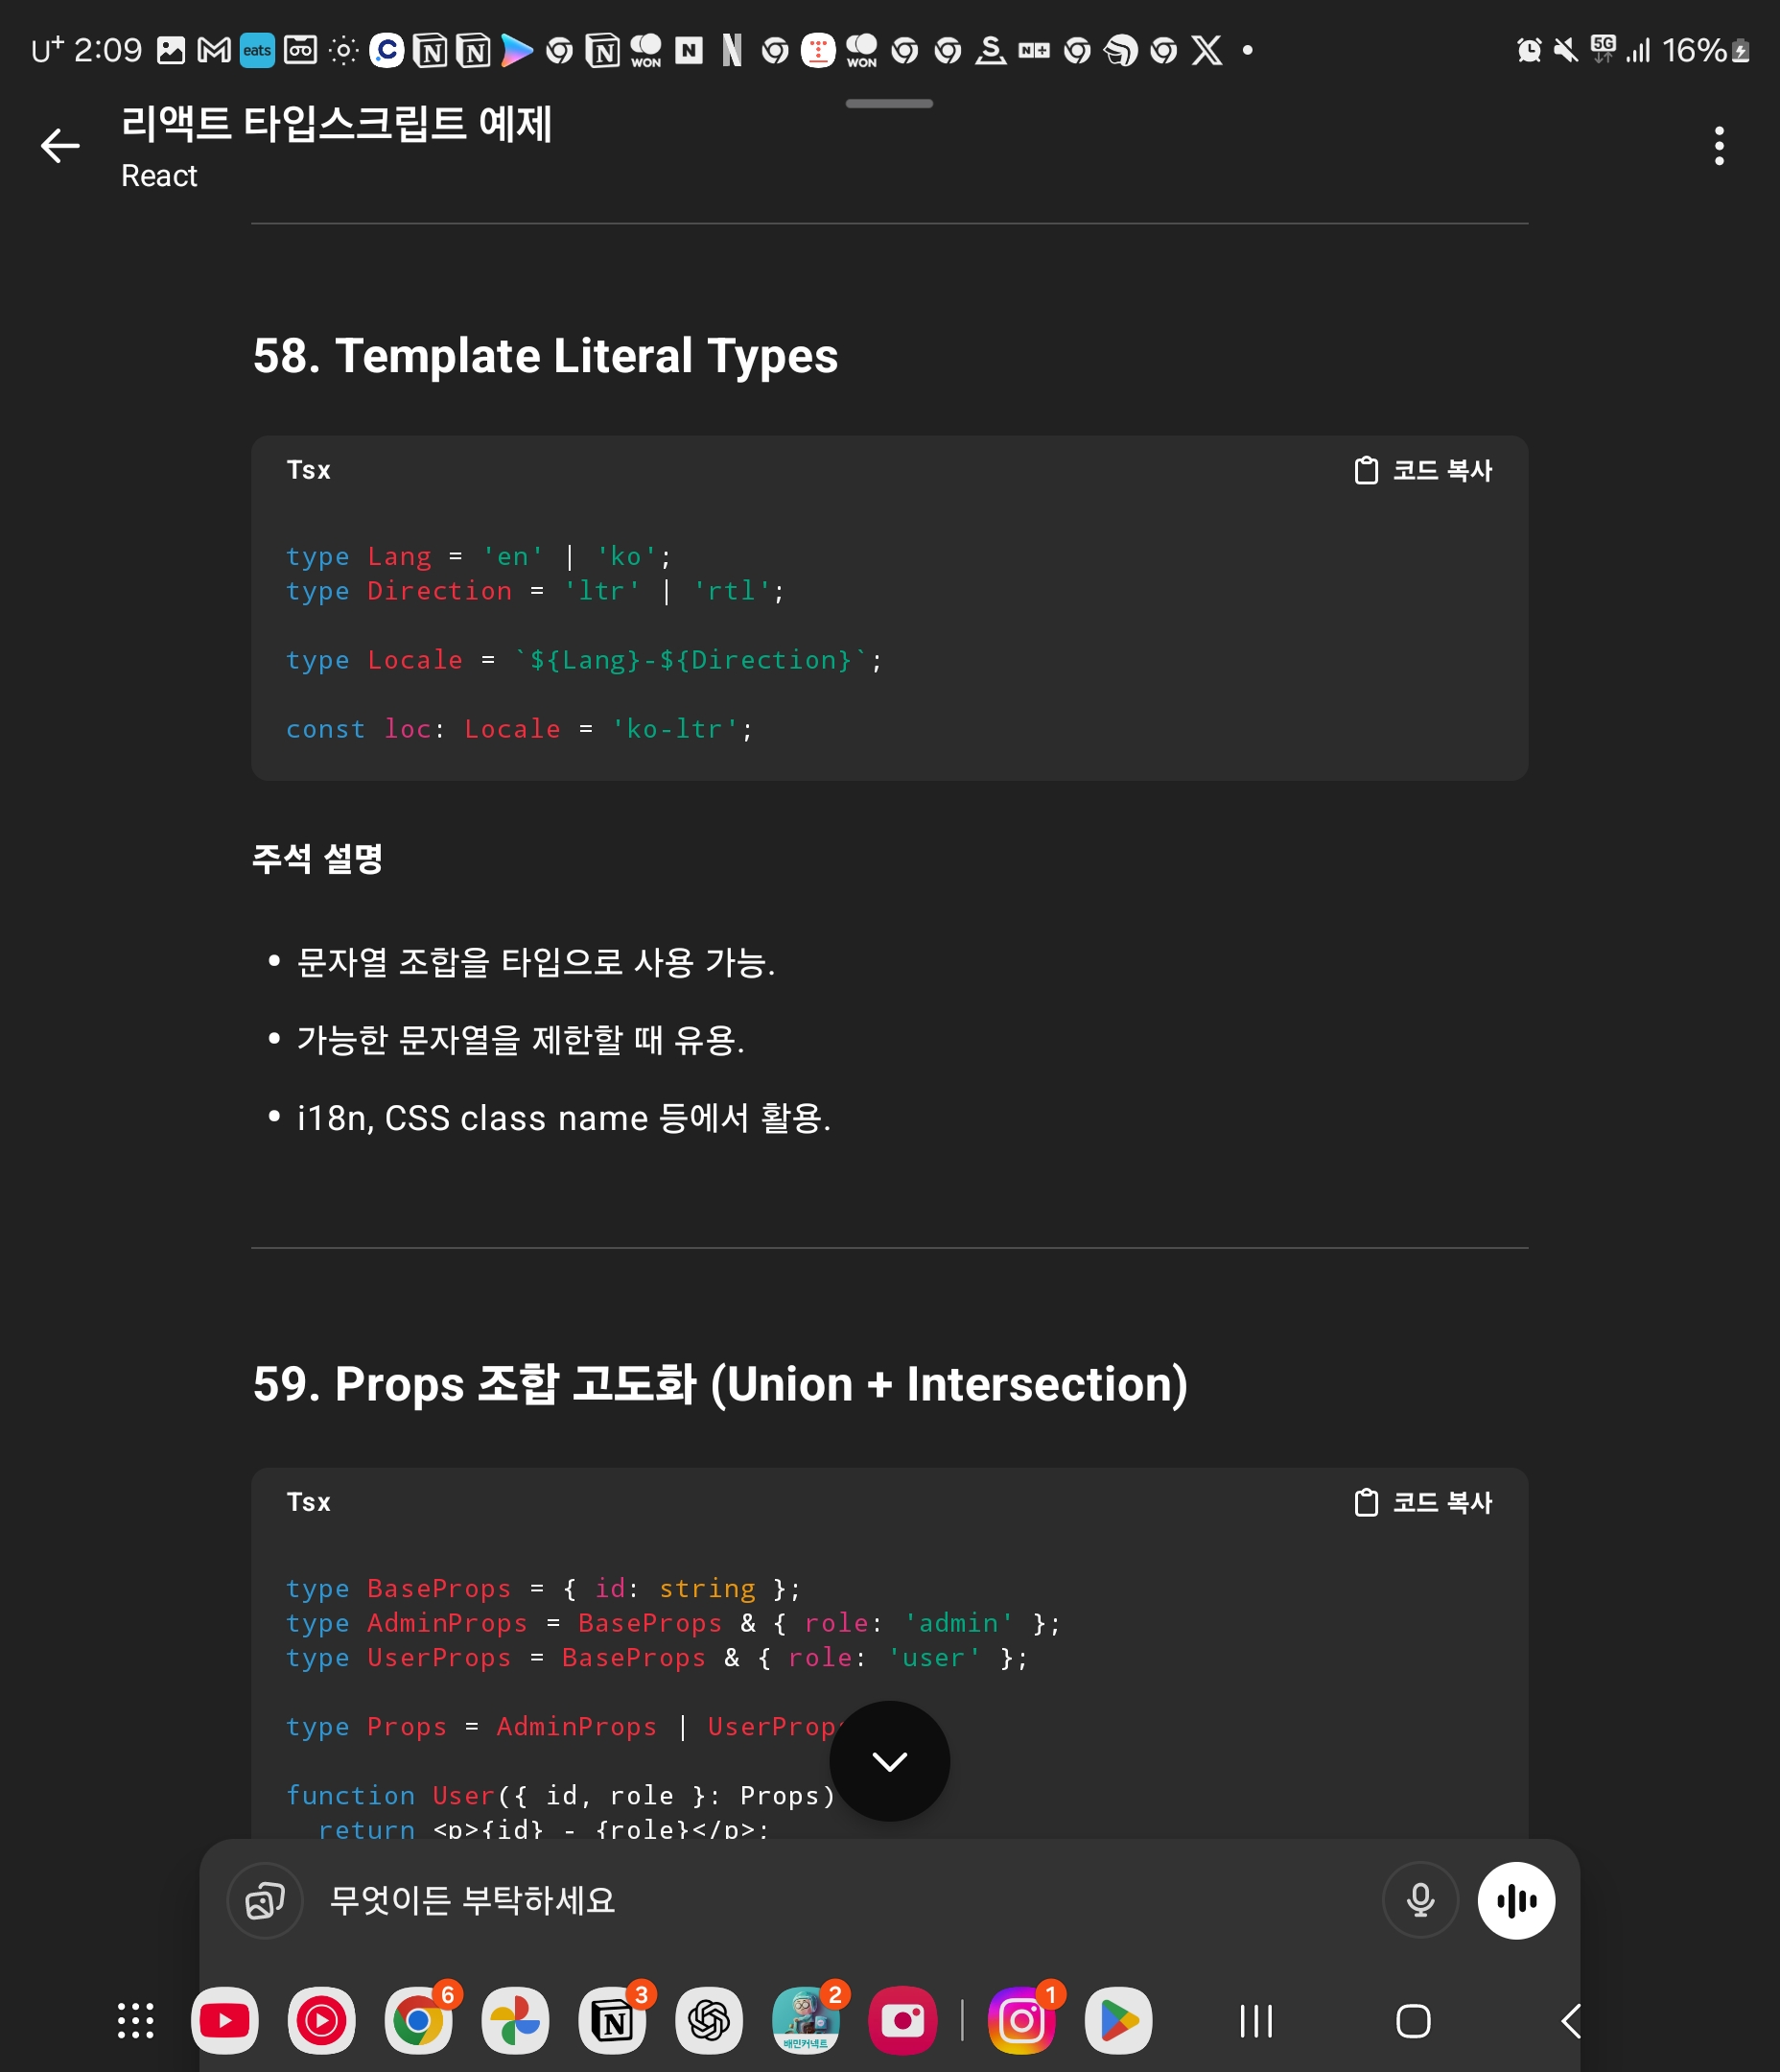 U+ 2:09 eats WON N WON N+ 5G 16%
리액트 타입스크립트 예제
React
58. Template Literal Types
Tsx
코드 복사
type Lang = 'en' | 'ko';
type Direction = 'ltr' | 'rtl';
type Locale = `${Lang}-${Direction}`;
const loc: Locale = 'ko-ltr';
주석 설명
• 문자열 조합을 타입으로 사용 가능.
• 가능한 문자열을 제한할 때 유용.
• i18n, CSS class name 등에서 활용.
59. Props 조합 고도화 (Union + Intersection)
Tsx
코드 복사
type BaseProps = { id: string };
type AdminProps = BaseProps & { role: 'admin' };
type UserProps = BaseProps & { role: 'user' };
type Props = AdminProps | UserProp
function User({ id, role }: Props)
return <p>{id} - {role}</p>;
무엇이든 부탁하세요
6 3 2 1
배민커넥트